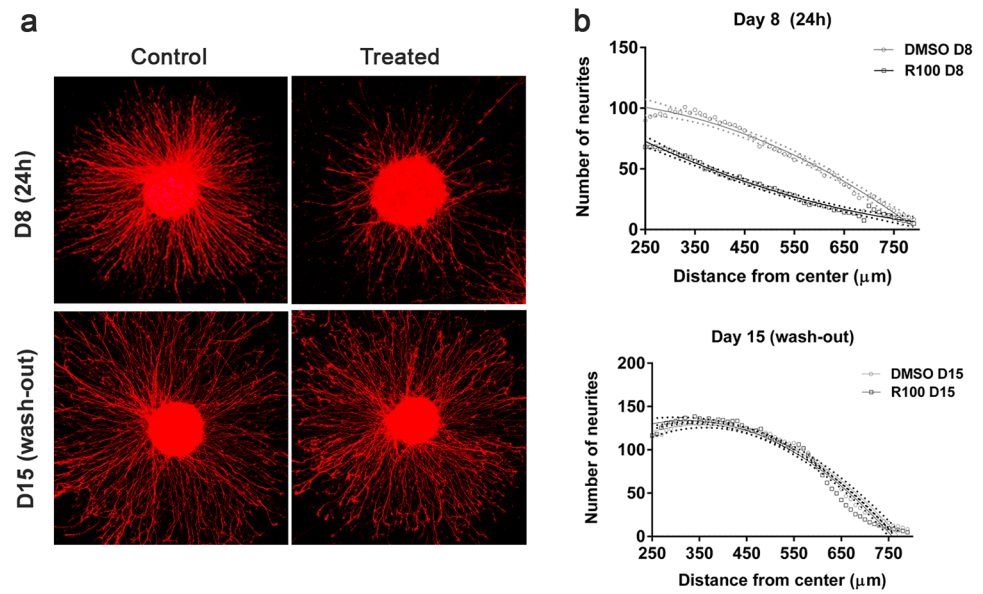 a
Control
Treated
D8 (24h)
D15 (wash-out)
b
Day 8 (24h)
DMSO D8
R100 D8
150
100
50
0
Number of neurites
250 350 450 550 650 750
Distance from center (μm)
Day 15 (wash-out)
DMSO D15
R100 D15
200
150
100
50
0
Number of neurites
250 350 450 550 650 750
Distance from center (μm)